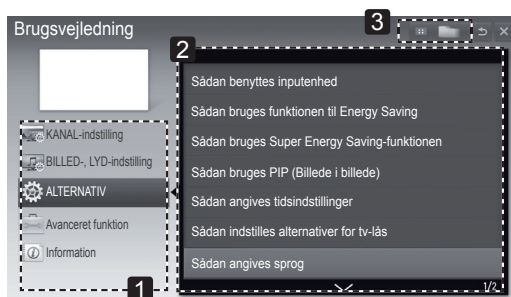 Brugsvejledning
3
2
Sådan benyttes inputenhed
Sådan bruges funktionen til Energy Saving
Sådan bruges Super Energy Saving-funktionen
Sådan bruges PIP (Billede i billede)
Sådan angives tidsindstillinger
Sådan indstilles alternativer for tv-lås
Sådan angives sprog
1/2
KANAL-indstilling
BILLED-, LYD-indstilling
ALTERNATIV
Avanceret funktion
Information
1